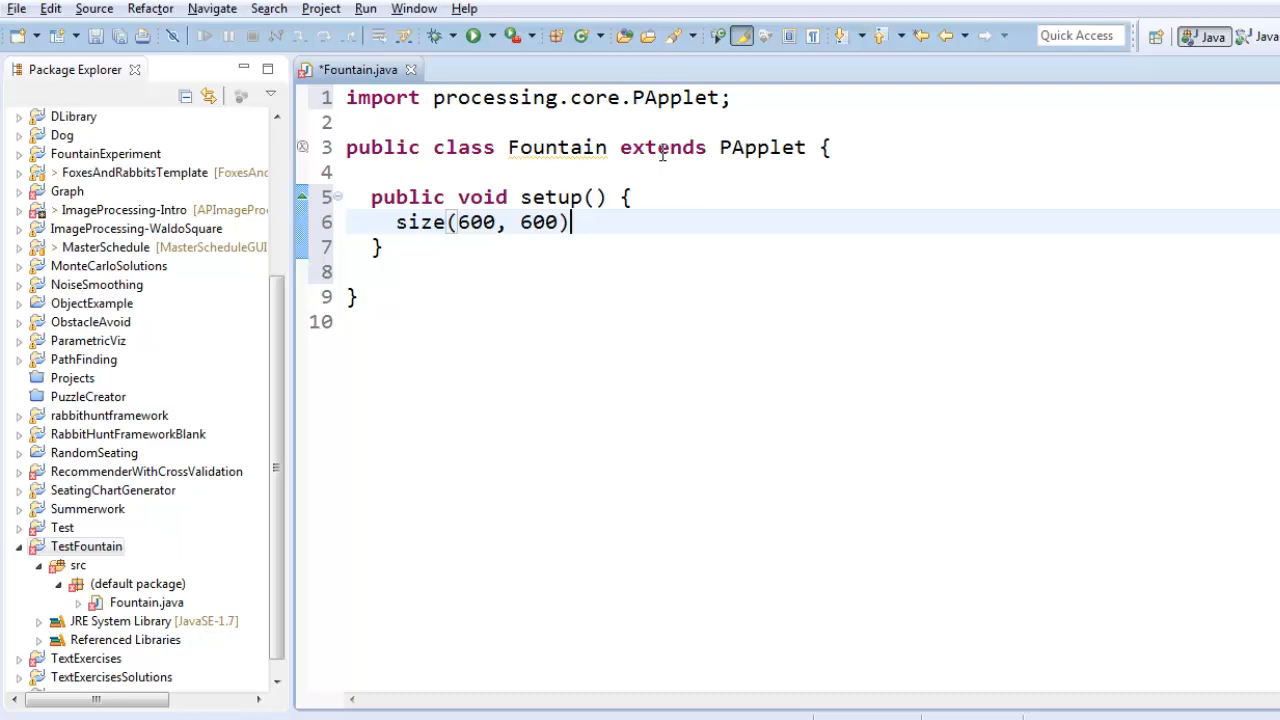 File Edit Source Refactor Navigate Search Project Run Window Help
Quick Access
Java
Java
Package Explorer
*Fountain.java
DLibrary
Dog
FountainExperiment
> FoxesAndRabbitsTemplate [FoxesAn
Graph
> ImageProcessing-Intro [APImagePro
ImageProcessing-WaldoSquare
> MasterSchedule [MasterScheduleGUI
MonteCarloSolutions
NoiseSmoothing
ObjectExample
ObstacleAvoid
ParametricViz
PathFinding
Projects
PuzzleCreator
rabbithuntframework
RabbitHuntFrameworkBlank
RandomSeating
RecommenderWithCrossValidation
SeatingChartGenerator
Summerwork
Test
TestFountain
src
(default package)
Fountain.java
JRE System Library [JavaSE-1.7]
Referenced Libraries
TextExercises
TextExercisesSolutions
1 import processing.core.PApplet;
2
3 public class Fountain extends PApplet {
4
5 public void setup() {
6 size(600, 600)
7 }
8
9 }
10